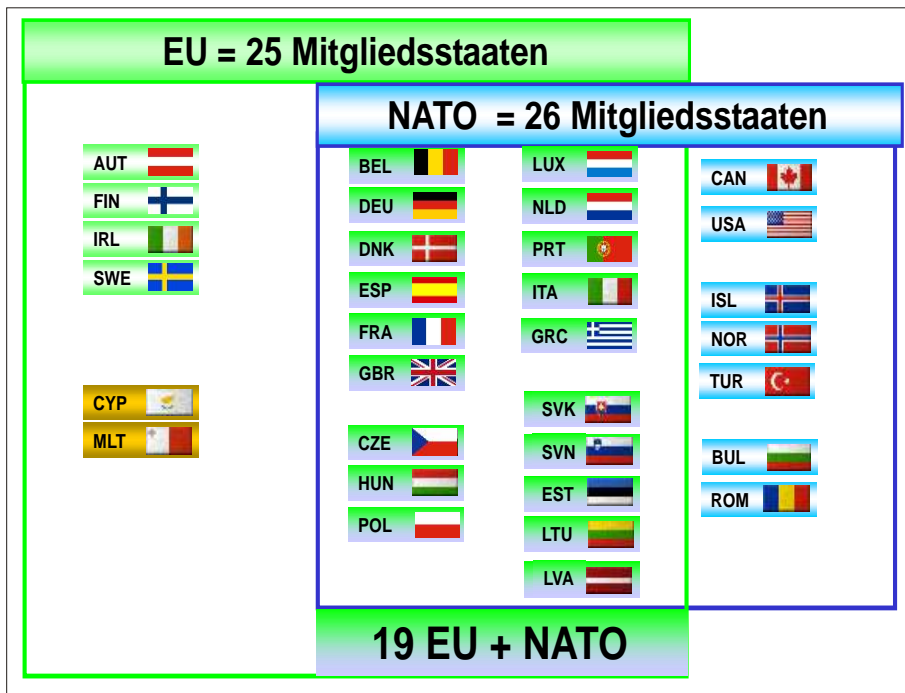 EU = 25 Mitgliedsstaaten
NATO = 26 Mitgliedsstaaten
AUT
FIN
IRL
SWE
CYP
MLT
BEL
DEU
DNK
ESP
FRA
GBR
CZE
HUN
POL
LUX
NLD
PRT
ITA
GRC
SVK
SVN
EST
LTU
LVA
CAN
USA
ISL
NOR
TUR
BUL
ROM
19 EU + NATO